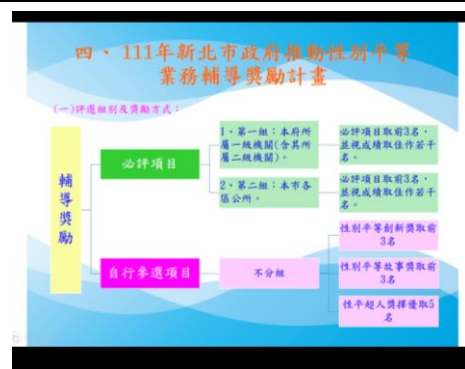 四、111年新北市政府推動性別平等
業務輔導獎勵計畫
(一)評選組別及獎勵方式：
輔導獎勵
必評項目
1、第一組：本府所
屬一級機關(含其所
屬二級機關)。
必評項目取前3名，
並視成績取佳作若干
名。
2、第二組：本市各
區公所。
必評項目取前3名，
並視成績取佳作若干
名。
自行參選項目
不分組
性別平等創新獎取前
3名
性別平等故事獎取前
3名
性平超人獎擇優取5
名